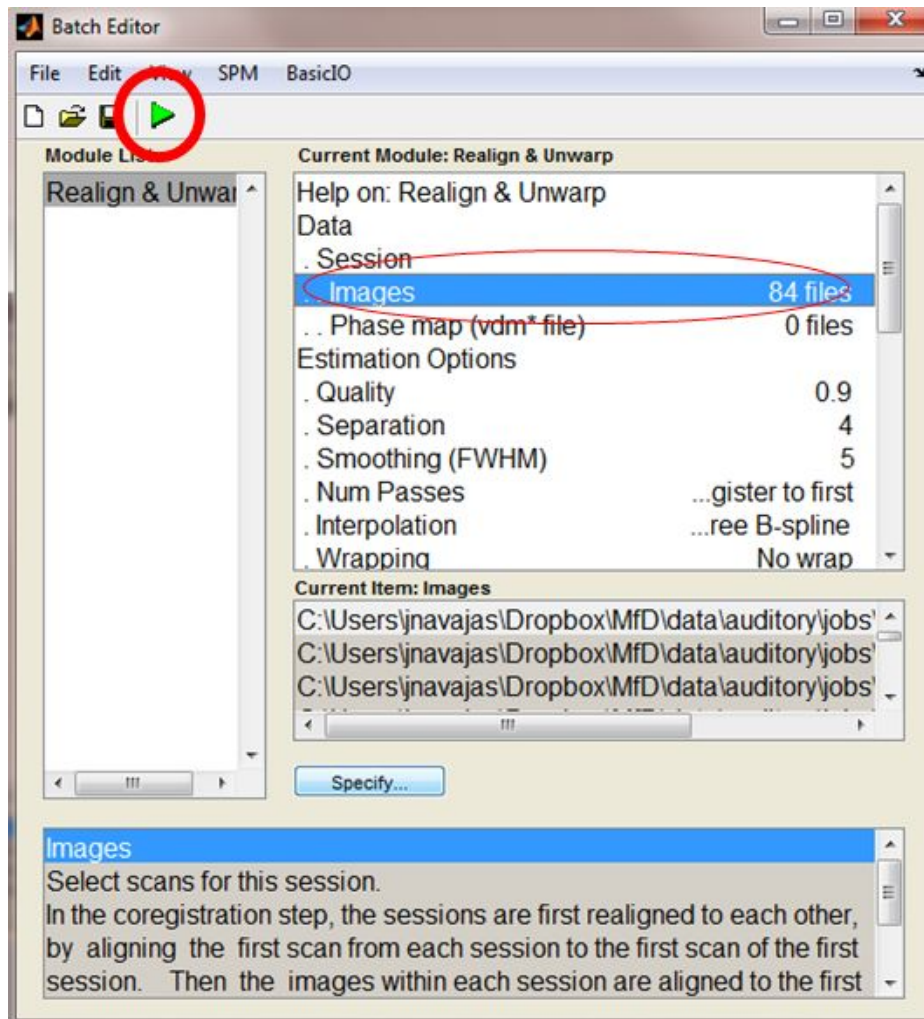 Batch Editor
File Edit View SPM BasicIO
Module List
Current Module: Realign & Unwarp
Realign & Unwar
Help on: Realign & Unwarp
Data
. Session
. . Images 84 files
. . Phase map (vdm* file) 0 files
Estimation Options
. Quality 0.9
. Separation 4
. Smoothing (FWHM) 5
. Num Passes ...gister to first
. Interpolation ...ree B-spline
. Wrapping No wrap
Current Item: Images
C:\Users\jnavajas\Dropbox\MfD\data\auditory\jobs\
C:\Users\jnavajas\Dropbox\MfD\data\auditory\jobs\
C:\Users\jnavajas\Dropbox\MfD\data\auditory\jobs\
Specify...
Images
Select scans for this session.
In the coregistration step, the sessions are first realigned to each other,
by aligning the first scan from each session to the first scan of the first
session. Then the images within each session are aligned to the first